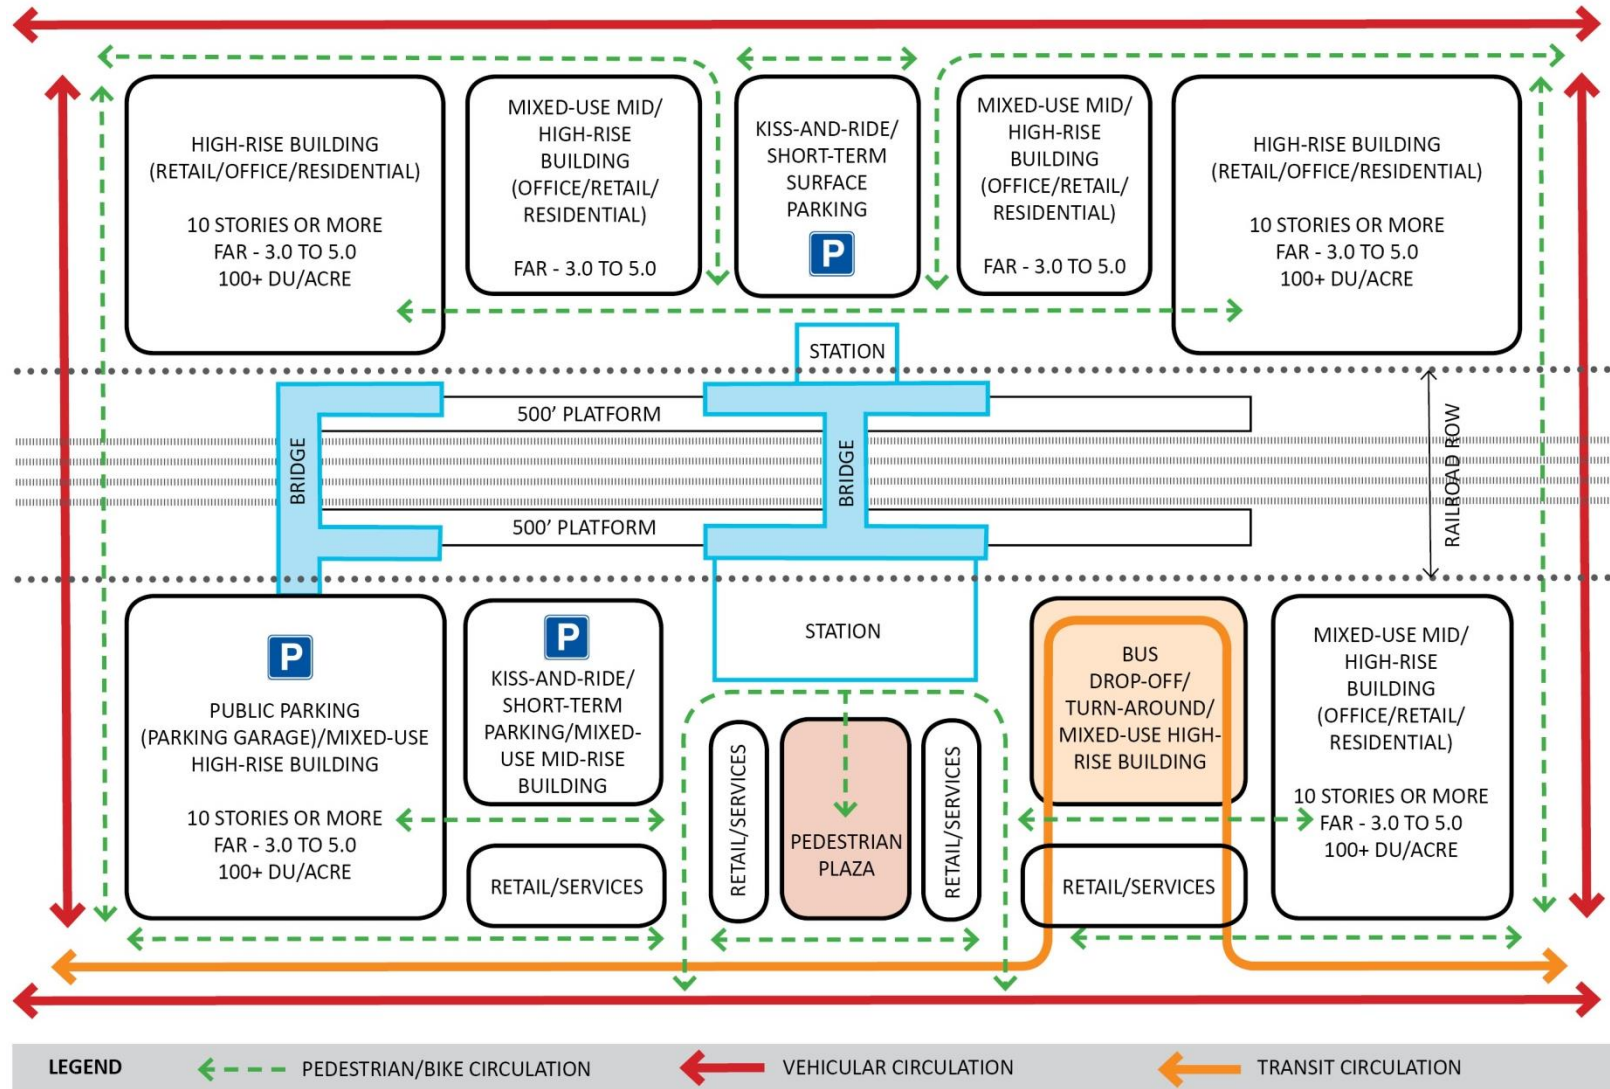 HIGH-RISE BUILDING
(RETAIL/OFFICE/RESIDENTIAL)
10 STORIES OR MORE
FAR - 3.0 TO 5.0
100+ DU/ACRE
MIXED-USE MID/
HIGH-RISE
BUILDING
(OFFICE/RETAIL/
RESIDENTIAL)
FAR - 3.0 TO 5.0
KISS-AND-RIDE/
SHORT-TERM
SURFACE
PARKING
P
MIXED-USE MID/
HIGH-RISE
BUILDING
(OFFICE/RETAIL/
RESIDENTIAL)
FAR - 3.0 TO 5.0
HIGH-RISE BUILDING
(RETAIL/OFFICE/RESIDENTIAL)
10 STORIES OR MORE
FAR - 3.0 TO 5.0
100+ DU/ACRE
STATION
500' PLATFORM
BRIDGE
BRIDGE
RAILROAD ROW
500' PLATFORM
STATION
P
PUBLIC PARKING
(PARKING GARAGE)/MIXED-USE
HIGH-RISE BUILDING
10 STORIES OR MORE
FAR - 3.0 TO 5.0
100+ DU/ACRE
P
KISS-AND-RIDE/
SHORT-TERM
PARKING/MIXED-
USE MID-RISE
BUILDING
RETAIL/SERVICES
RETAIL/SERVICES
PEDESTRIAN
PLAZA
RETAIL/SERVICES
BUS
DROP-OFF/
TURN-AROUND/
MIXED-USE HIGH-
RISE BUILDING
RETAIL/SERVICES
MIXED-USE MID/
HIGH-RISE
BUILDING
(OFFICE/RETAIL/
RESIDENTIAL)
10 STORIES OR MORE
FAR - 3.0 TO 5.0
100+ DU/ACRE
LEGEND
PEDESTRIAN/BIKE CIRCULATION
VEHICULAR CIRCULATION
TRANSIT CIRCULATION